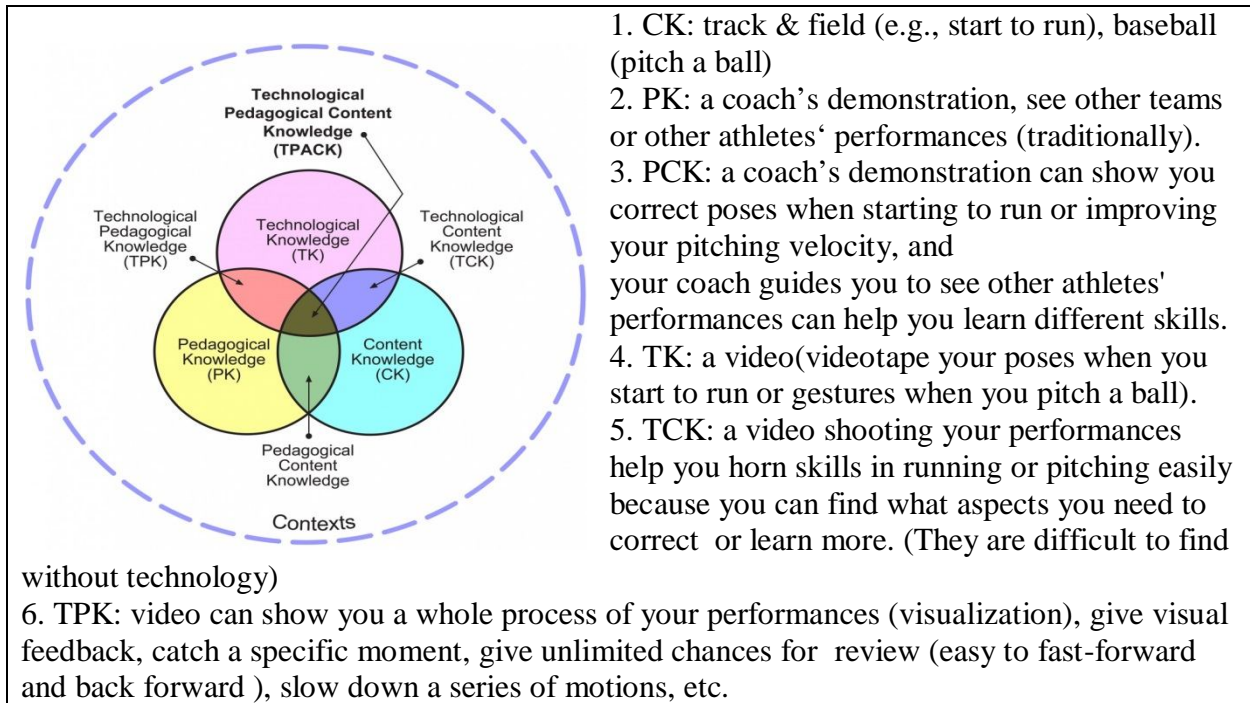 Technological
Pedagogical Content
Knowledge
(TPACK)
Technological
Pedagogical
Knowledge
(TPK)
Technological
Knowledge
(TK)
Technological
Content
Knowledge
(TCK)
Pedagogical
Knowledge
(PK)
Content
Knowledge
(CK)
Pedagogical
Content
Knowledge
Contexts
1. CK: track & field (e.g., start to run), baseball
(pitch a ball)
2. PK: a coach’s demonstration, see other teams
or other athletes‘ performances (traditionally).
3. PCK: a coach’s demonstration can show you
correct poses when starting to run or improving
your pitching velocity, and
your coach guides you to see other athletes'
performances can help you learn different skills.
4. TK: a video(videotape your poses when you
start to run or gestures when you pitch a ball).
5. TCK: a video shooting your performances
help you horn skills in running or pitching easily
because you can find what aspects you need to
correct or learn more. (They are difficult to find
without technology)
6. TPK: video can show you a whole process of your performances (visualization), give visual
feedback, catch a specific moment, give unlimited chances for review (easy to fast-forward
and back forward ), slow down a series of motions, etc.